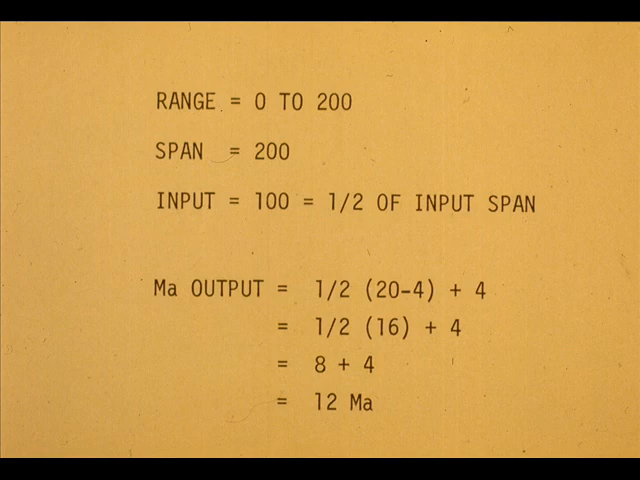 RANGE = 0 TO 200
SPAN = 200
INPUT = 100 = 1/2 OF INPUT SPAN
Ma OUTPUT = 1/2 (20-4) + 4
= 1/2 (16) + 4
= 8 + 4
= 12 Ma